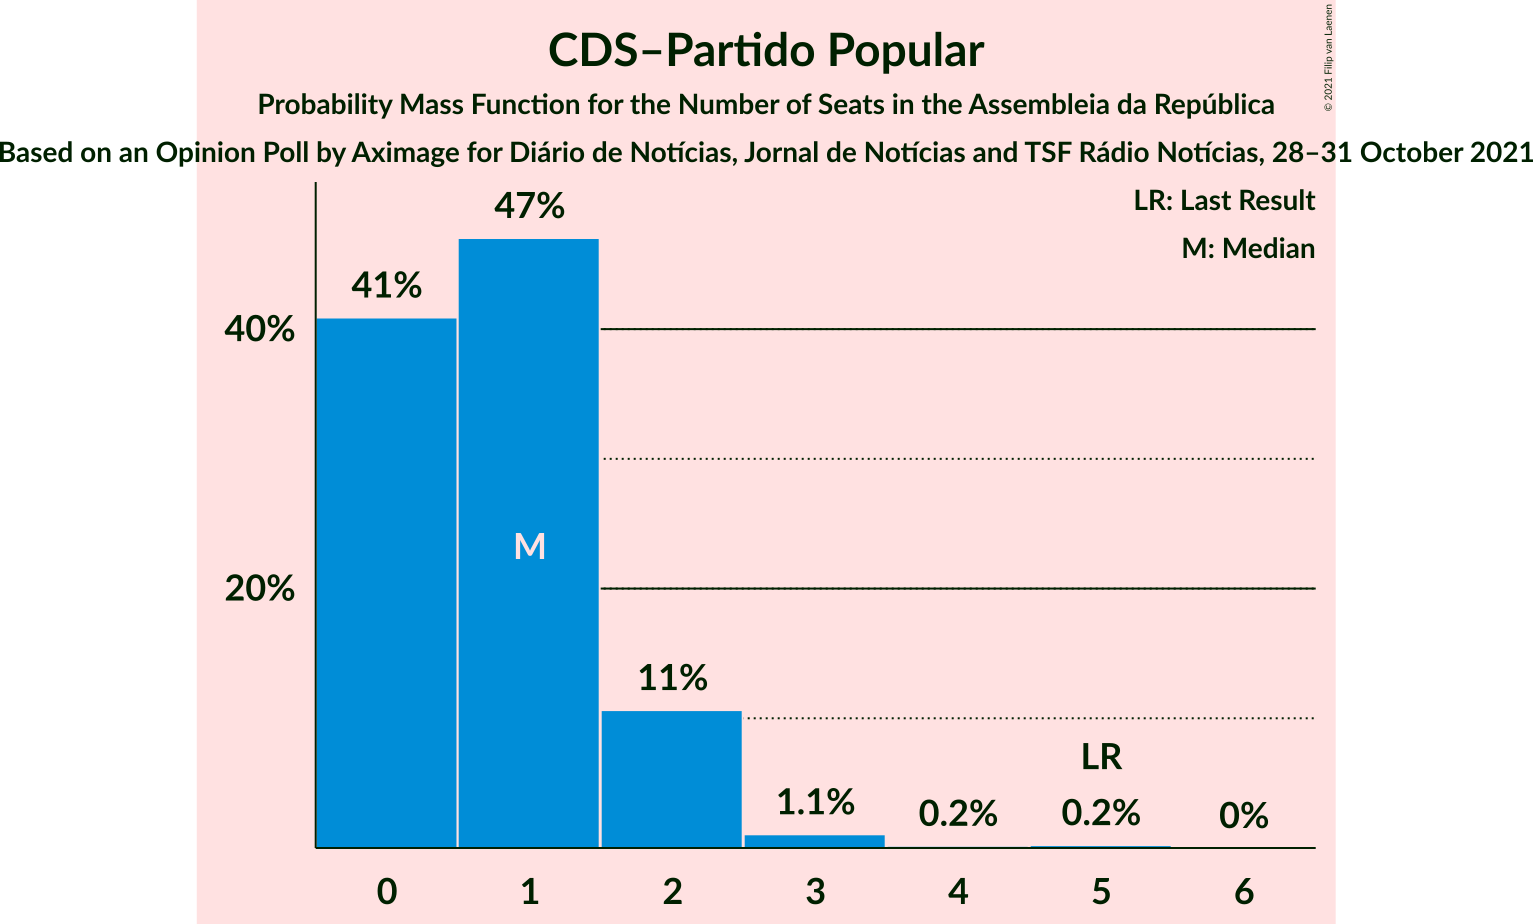 CDS–Partido Popular
Probability Mass Function for the Number of Seats in the Assembleia da República
Based on an Opinion Poll by Aximage for Diário de Notícias, Jornal de Notícias and TSF Rádio Notícias, 28–31 October 2021
© 2021 Filip van Laenen
LR: Last Result
M: Median
47%
41%
40%
M
20%
11%
LR
1.1%
0.2%
0.2%
0%
0 1 2 3 4 5 6